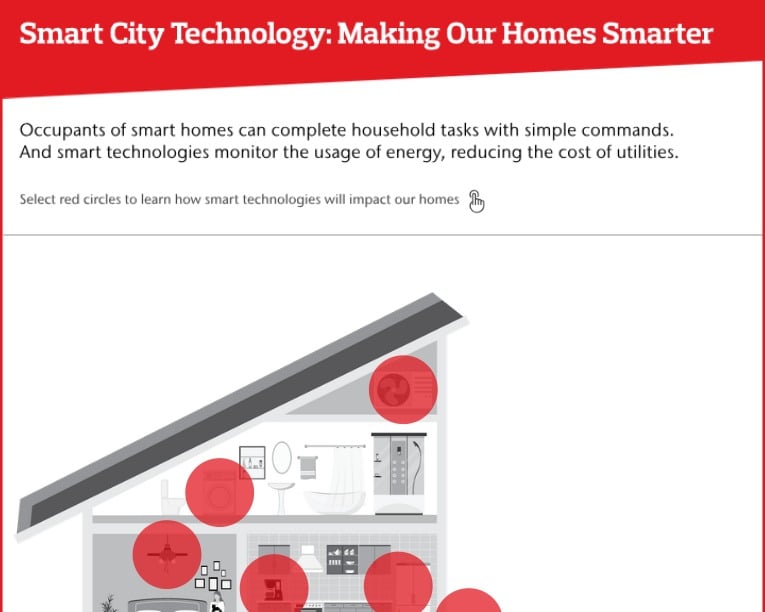 Smart City Technology: Making Our Homes Smarter
Occupants of smart homes can complete household tasks with simple commands.
And smart technologies monitor the usage of energy, reducing the cost of utilities.
Select red circles to learn how smart technologies will impact our homes